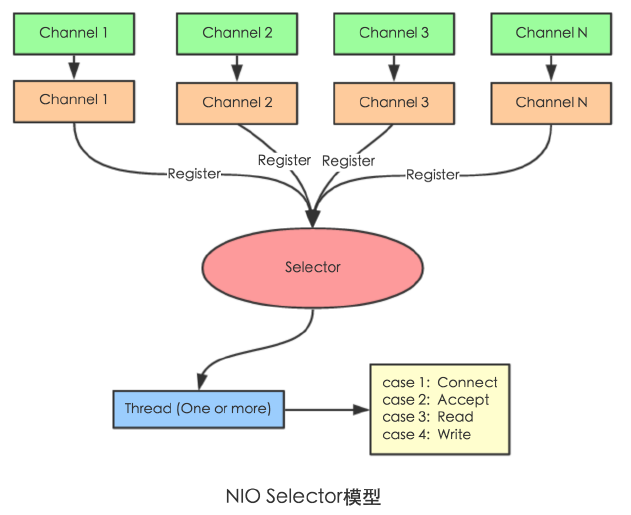 Channel 1
Channel 2
Channel 3
Channel N
Channel 1
Channel 2
Channel 3
Channel N
Register
Register
Register
Register
Selector
Thread (One or more)
case 1: Connect
case 2: Accept
case 3: Read
case 4: Write
NIO Selector模型